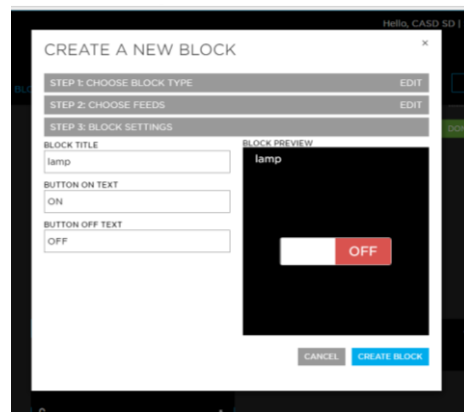 Hello, CASD SD |
CREATE A NEW BLOCK ×
STEP 1: CHOOSE BLOCK TYPE EDIT
STEP 2: CHOOSE FEEDS EDIT
STEP 3: BLOCK SETTINGS
BLOCK TITLE
lamp
BUTTON ON TEXT
ON
BUTTON OFF TEXT
OFF
BLOCK PREVIEW
lamp
OFF
CANCEL CREATE BLOCK